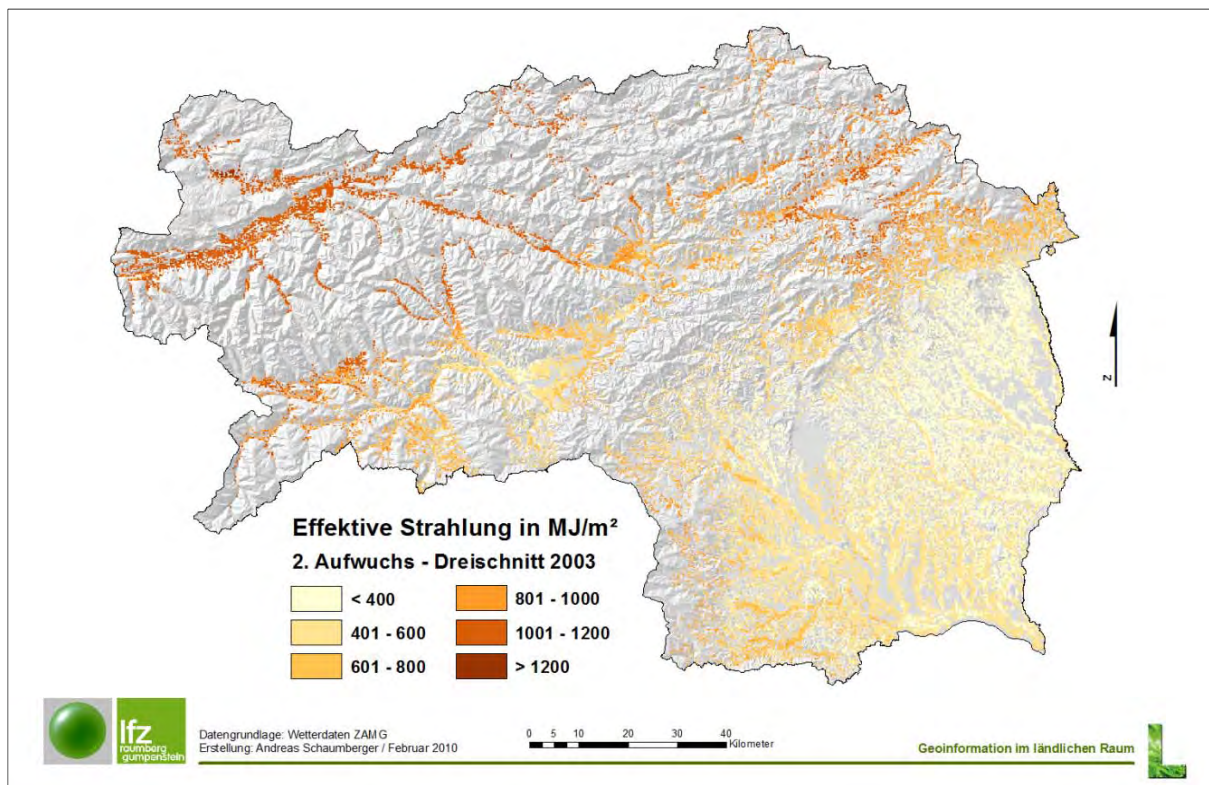 N
Effektive Strahlung in MJ/m²
2. Aufwuchs - Dreischnitt 2003
< 400
401 - 600
601 - 800
801 - 1000
1001 - 1200
> 1200
lfz
raumberg
gumpenstein
Datengrundlage: Wetterdaten ZAMG
Erstellung: Andreas Schaumberger / Februar 2010
0 5 10 20 30 40
Kilometer
Geoinformation im ländlichen Raum
L